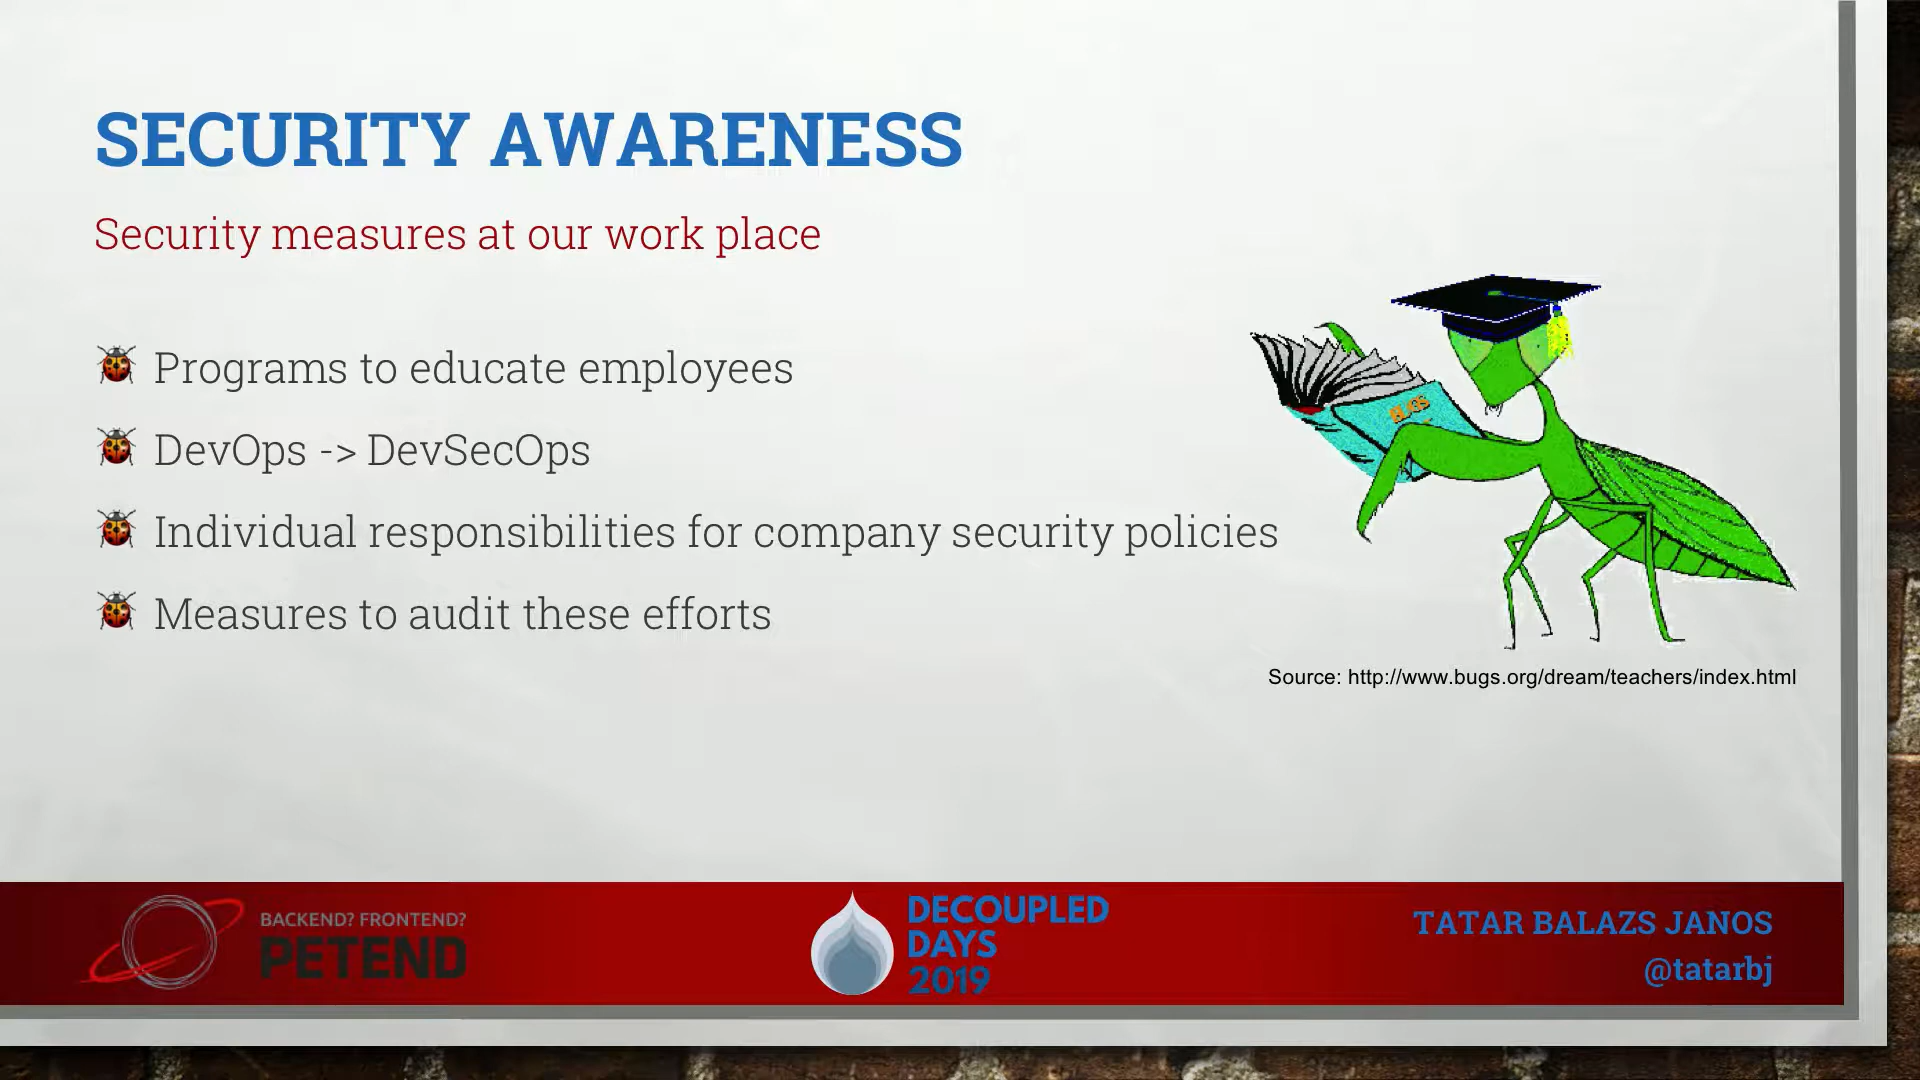 SECURITY AWARENESS
Security measures at our work place
Programs to educate employees
DevOps -> DevSecOps
Individual responsibilities for company security policies
Measures to audit these efforts
BUGS
Source: http://www.bugs.org/dream/teachers/index.html
BACKEND? FRONTEND?
PETEND
DECOUPLED
DAYS
2019
TATAR BALAZS JANOS
@tatarbj